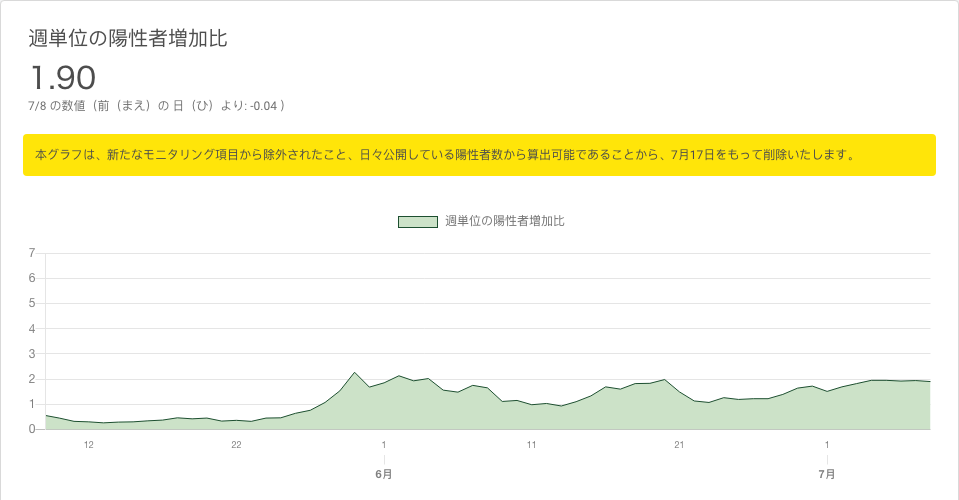 週単位の陽性者増加比
1.90
7/8 の数値（前（まえ）の 日（ひ）より: -0.04 ）
本グラフは、新たなモニタリング項目から除外されたこと、日々公開している陽性者数から算出可能であることから、7月17日をもって削除いたします。
週単位の陽性者増加比
7
6
5
4
3
2
1
0
12 22 1 11 21 1
6月 7月